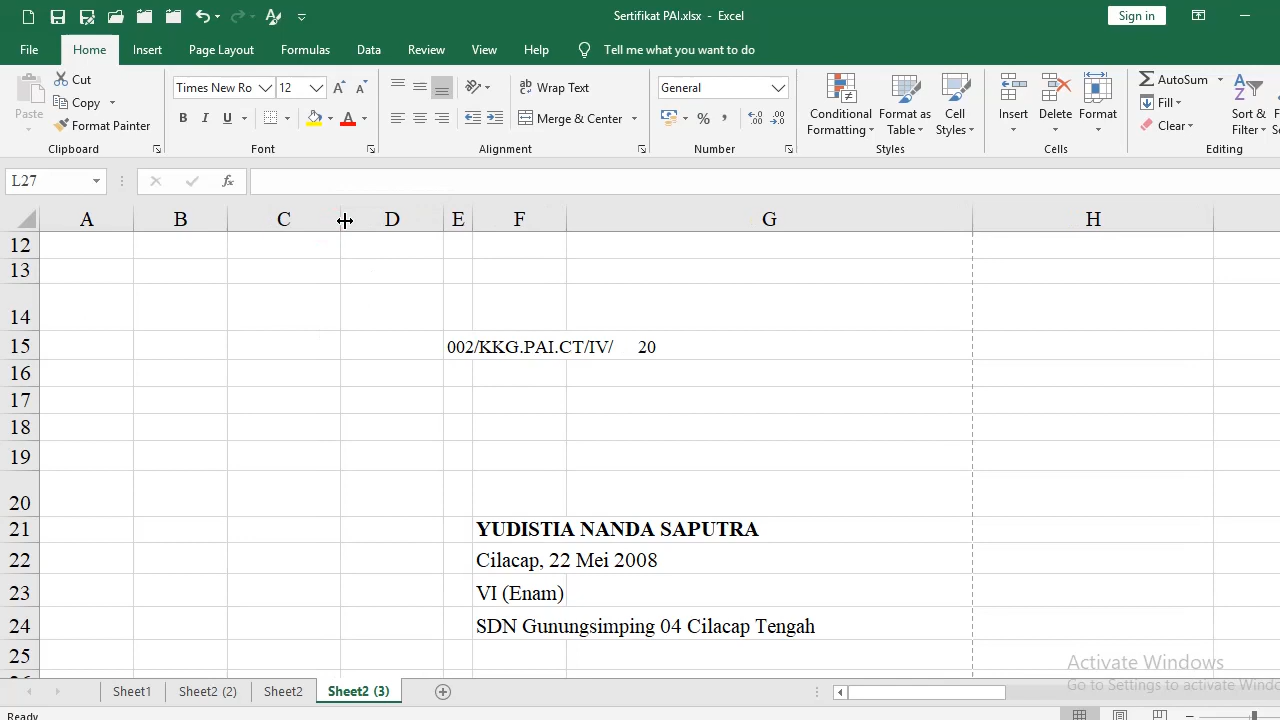 Sertifikat PAI.xlsx - Excel
Sign in
File Home Insert Page Layout Formulas Data Review View Help Tell me what you want to do
Paste
Cut
Copy
Format Painter
Clipboard
Times New Ro 12
B I U
Font
Wrap Text
Merge & Center
Alignment
General
Number
Conditional Formatting
Format as Table
Cell Styles
Styles
Insert
Delete
Format
Cells
AutoSum
Fill
Clear
Sort &
Filter
Editing
L27
fx
A B C D E F G H
12
13
14
15 002/KKG.PAI.CT/IV/ 20
16
17
18
19
20
21 YUDISTIA NANDA SAPUTRA
22 Cilacap, 22 Mei 2008
23 VI (Enam)
24 SDN Gunungsimping 04 Cilacap Tengah
25
Activate Windows
Go to Settings to activate Windo
Sheet1 Sheet2 (2) Sheet2 Sheet2 (3)
Ready